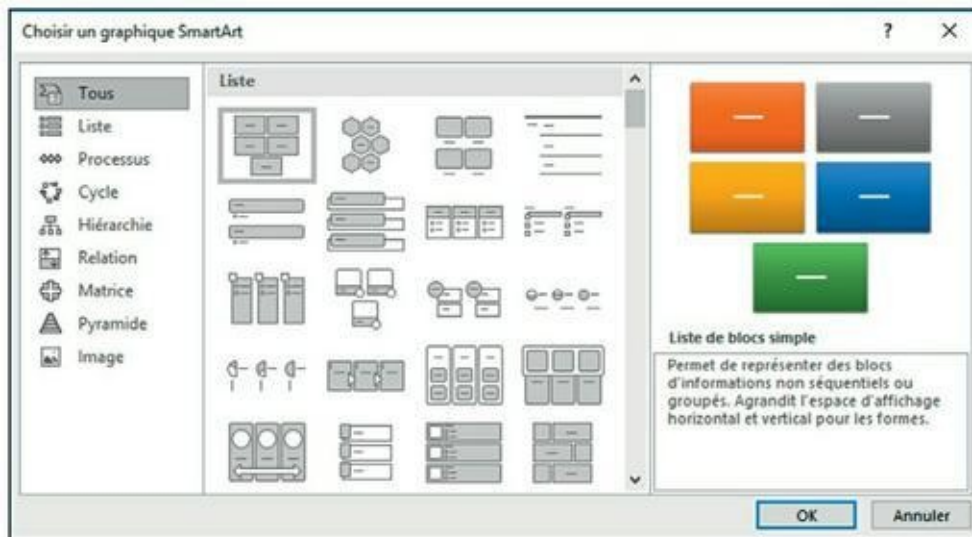 Choisir un graphique SmartArt
? X
Tous
Liste
Processus
Cycle
Hiérarchie
Relation
Matrice
Pyramide
Image
Liste
Liste de blocs simple
Permet de représenter des blocs
d'informations non séquentiels ou
groupés. Agrandit l'espace d'affichage
horizontal et vertical pour les formes.
OK
Annuler